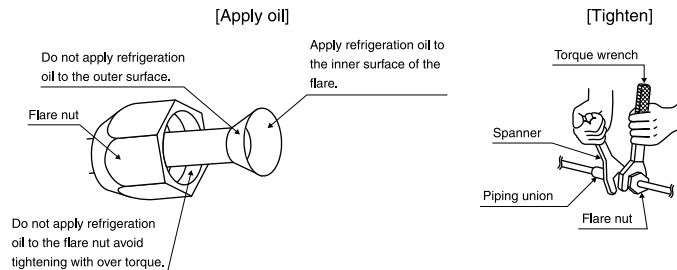 [Apply oil]
Do not apply refrigeration
oil to the outer surface.
Apply refrigeration oil to
the inner surface of the
flare.
Flare nut
Do not apply refrigeration
oil to the flare nut avoid
tightening with over torque.
[Tighten]
Torque wrench
Spanner
Piping union
Flare nut